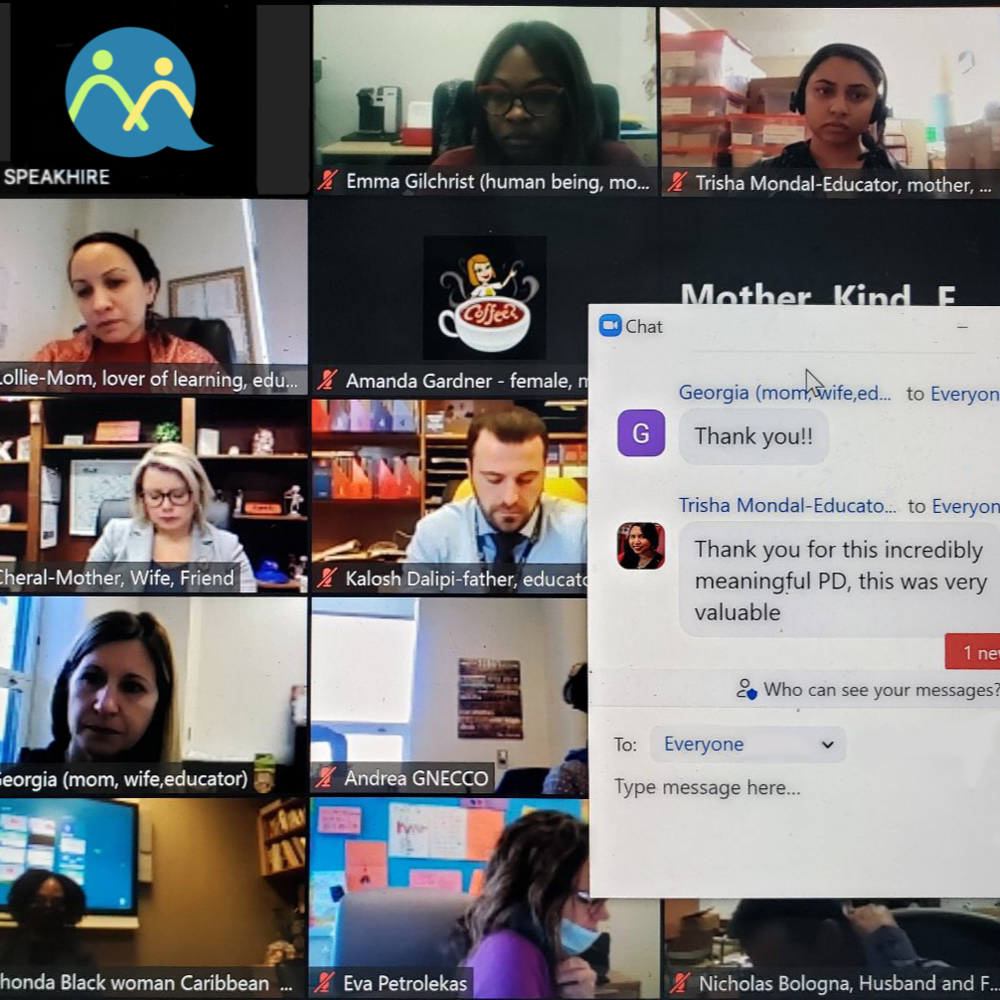 SPEAKHIRE
Emma Gilchrist (human being, mo...
Trisha Mondal-Educator, mother, ...
Lollie-Mom, lover of learning, edu...
Coffee
Amanda Gardner - female, m
Mother, Kind, F
Cheral-Mother, Wife, Friend
Kalosh Dalipi-father, educato
Georgia (mom, wife,educator)
Andrea GNECCO
honda Black woman Caribbean ...
Eva Petrolekas
Nicholas Bologna, Husband and F...
Chat
Georgia (mom,wife,ed... to Everyon
G
Thank you!!
Trisha Mondal-Educato... to Everyon
Thank you for this incredibly
meaningful PD, this was very
valuable
1 ne
Who can see your messages?
To: Everyone
Type message here...